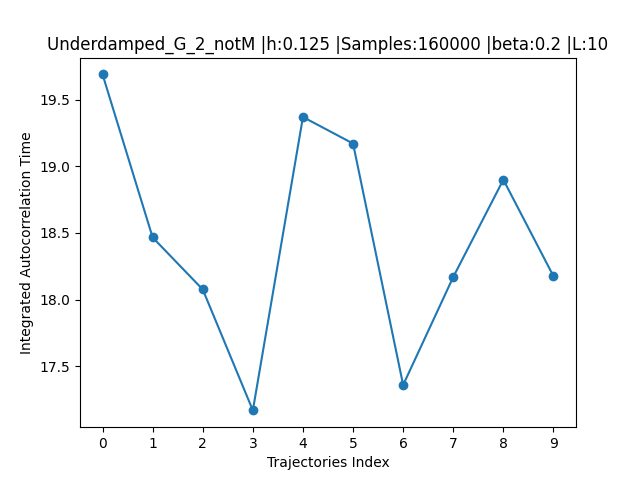 Underdamped_G_2_notM |h:0.125 |Samples:160000 |beta:0.2 |L:10
19.5
19.0
18.5
18.0
17.5
Integrated Autocorrelation Time
0 1 2 3 4 5 6 7 8 9
Trajectories Index